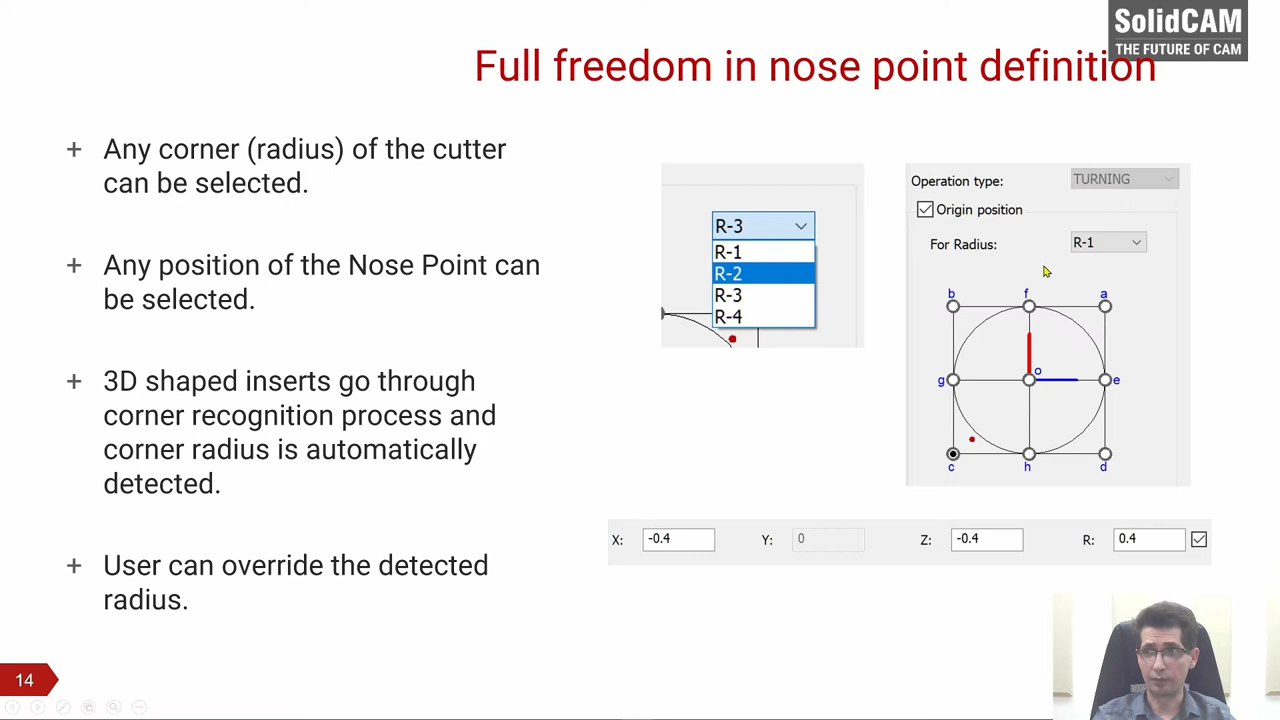 SolidCAM
THE FUTURE OF CAM
Full freedom in nose point definition
+ Any corner (radius) of the cutter
can be selected.
+ Any position of the Nose Point can
be selected.
+ 3D shaped inserts go through
corner recognition process and
corner radius is automatically
detected.
+ User can override the detected
radius.
R-3
R-1
R-2
R-3
R-4
Operation type: TURNING
Origin position
For Radius: R-1
b f a
g o e
c h d
X: -0.4 Y: 0 Z: -0.4 R: 0.4
14